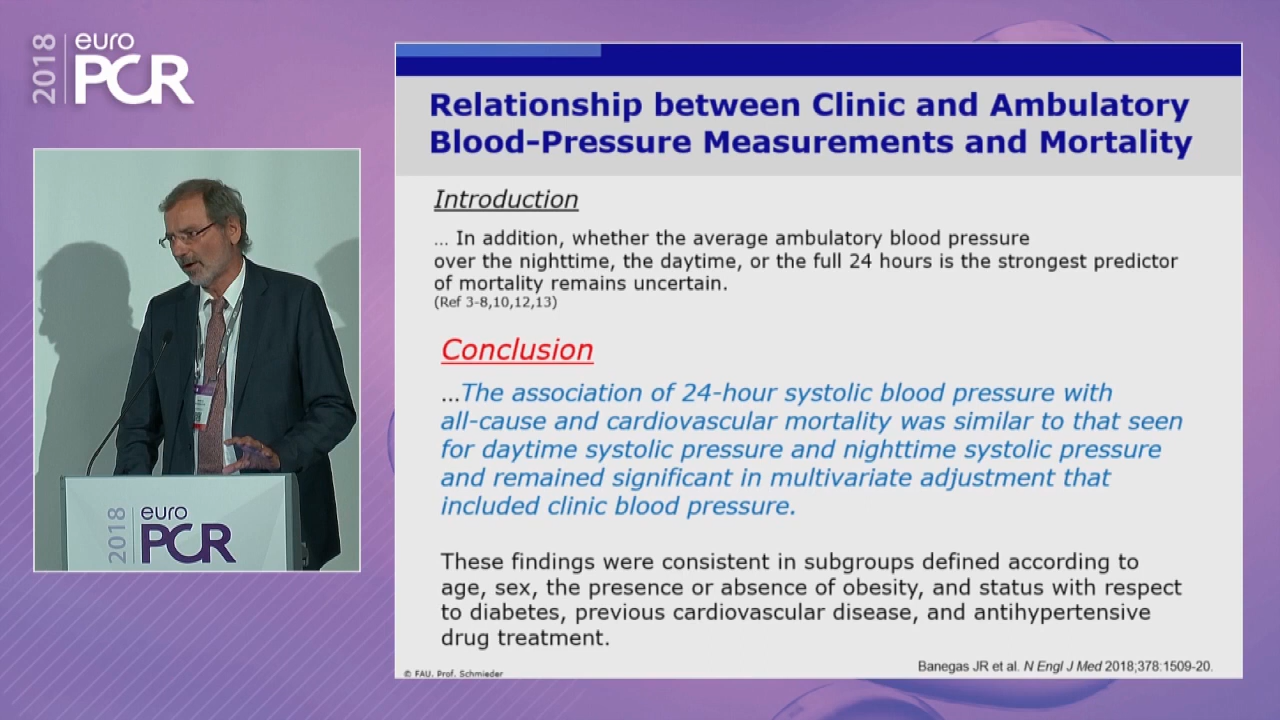 2018
euro
PCR
Relationship between Clinic and Ambulatory
Blood-Pressure Measurements and Mortality
Introduction
... In addition, whether the average ambulatory blood pressure
over the nighttime, the daytime, or the full 24 hours is the strongest predictor
of mortality remains uncertain.
(Ref 3-8,10,12,13)
Conclusion
...The association of 24-hour systolic blood pressure with
all-cause and cardiovascular mortality was similar to that seen
for daytime systolic pressure and nighttime systolic pressure
and remained significant in multivariate adjustment that
included clinic blood pressure.
These findings were consistent in subgroups defined according to
age, sex, the presence or absence of obesity, and status with respect
to diabetes, previous cardiovascular disease, and antihypertensive
drug treatment.
Banegas JR et al. N Engl J Med 2018;378:1509-20.
© FAU, Prof. Schmieder
2018
euro
PCR